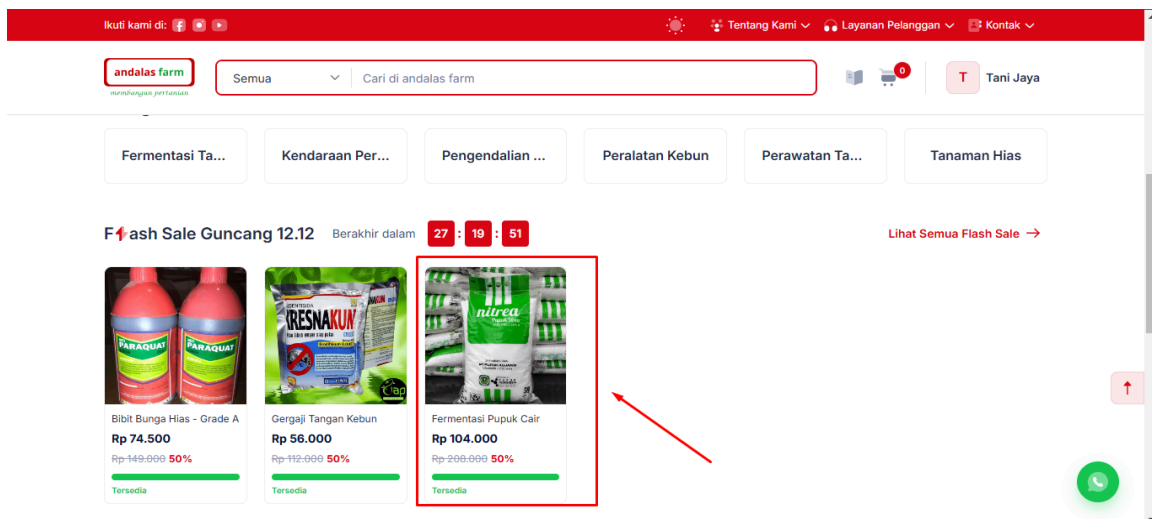 Ikuti kami di:
Tentang Kami
Layanan Pelanggan
Kontak
andalas farm
membangun pertanian
Semua
Cari di andalas farm
0
T
Tani Jaya
Fermentasi Ta...
Kendaraan Per...
Pengendalian ...
Peralatan Kebun
Perawatan Ta...
Tanaman Hias
Flash Sale Guncang 12.12
Berakhir dalam
27 : 19 : 51
Lihat Semua Flash Sale →
PARAQUAT
PARAQUAT
RESNAKUN
nitrea
Bibit Bunga Hias - Grade A
Rp 74.500
Rp 149.000 50%
Tersedia
Gergaji Tangan Kebun
Rp 56.000
Rp 112.000 50%
Tersedia
Fermentasi Pupuk Cair
Rp 104.000
Rp 208.000 50%
Tersedia